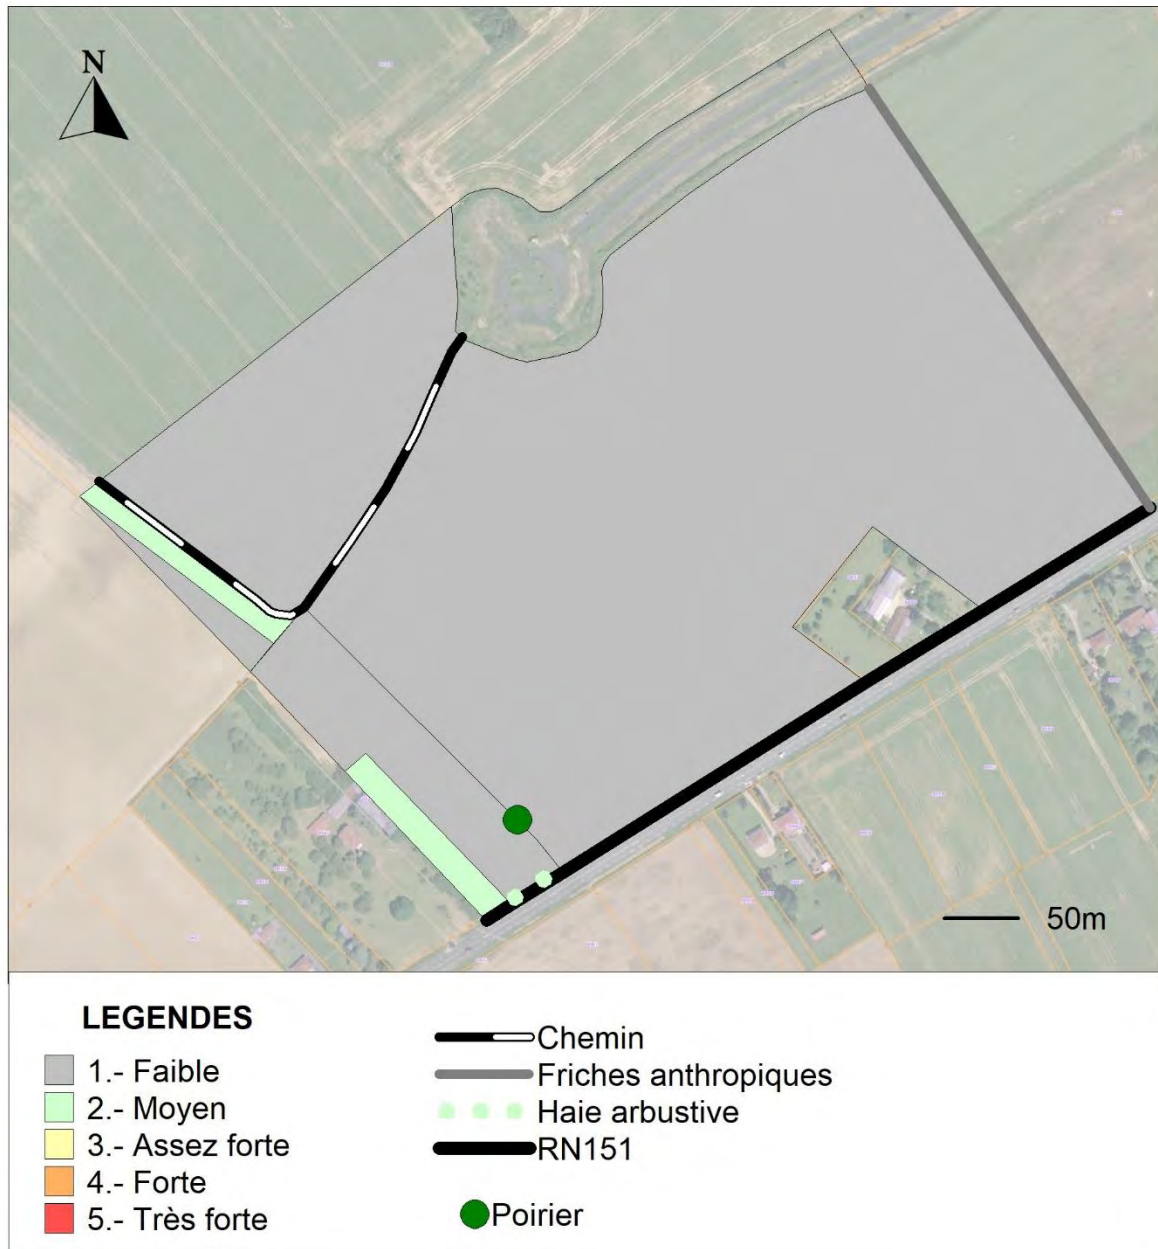 N
50m
LEGENDES
1.- Faible
2.- Moyen
3.- Assez forte
4.- Forte
5.- Très forte
Chemin
Friches anthropiques
Haie arbustive
RN151
Poirier